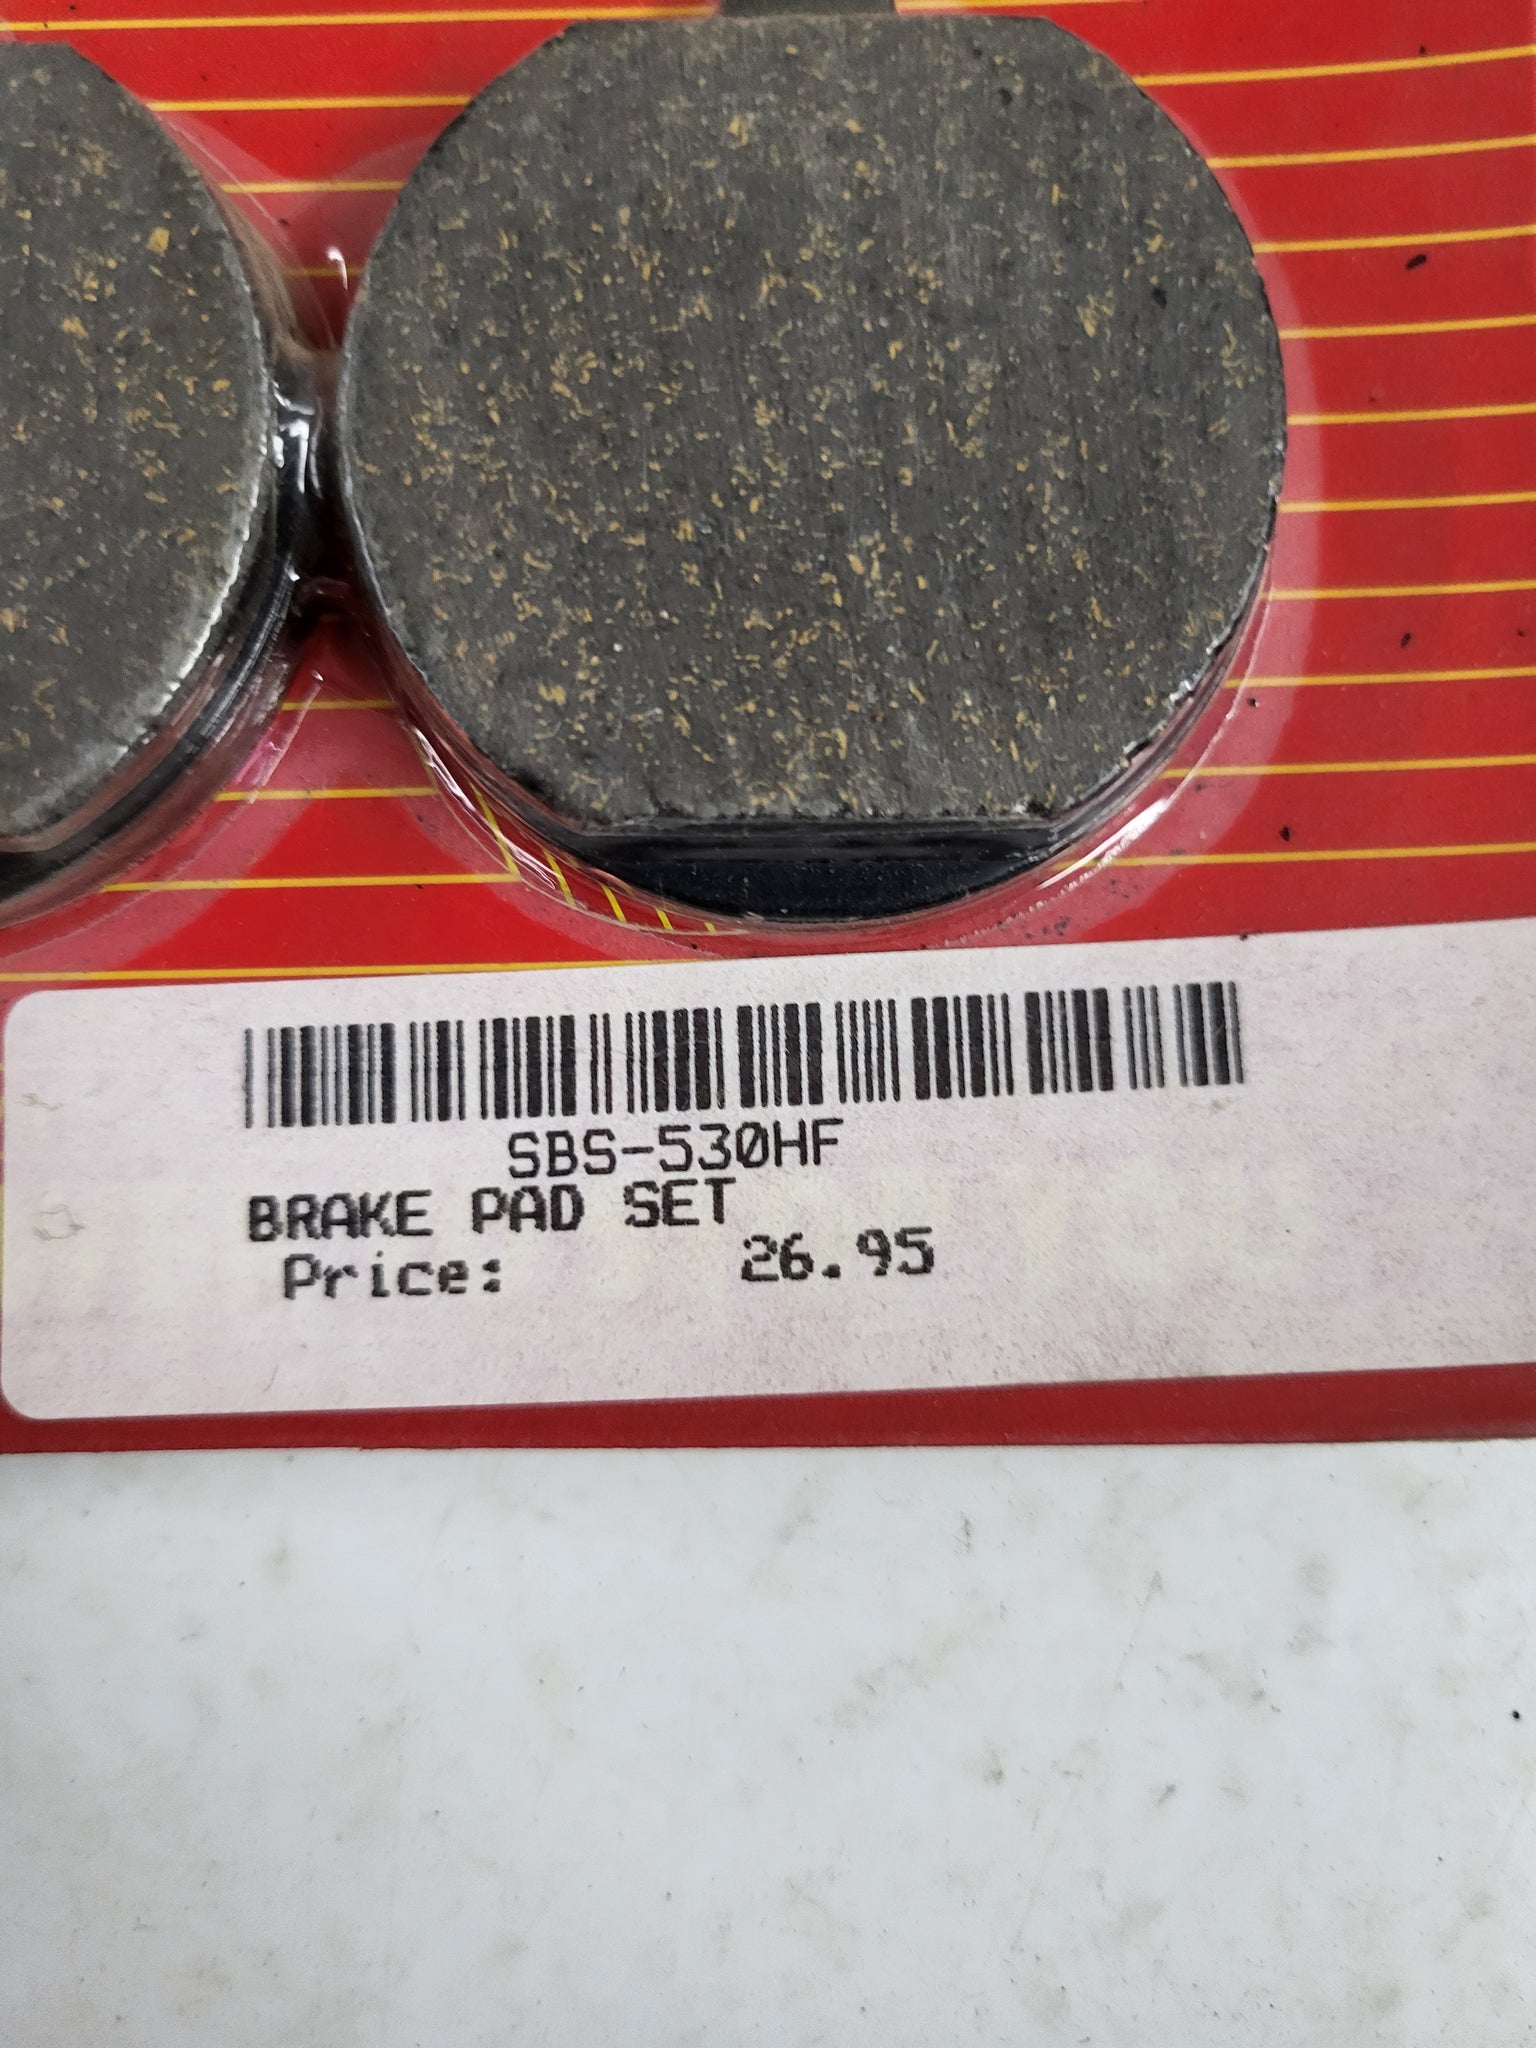 SBS-530HF
BRAKE PAD SET
Price: 26.95